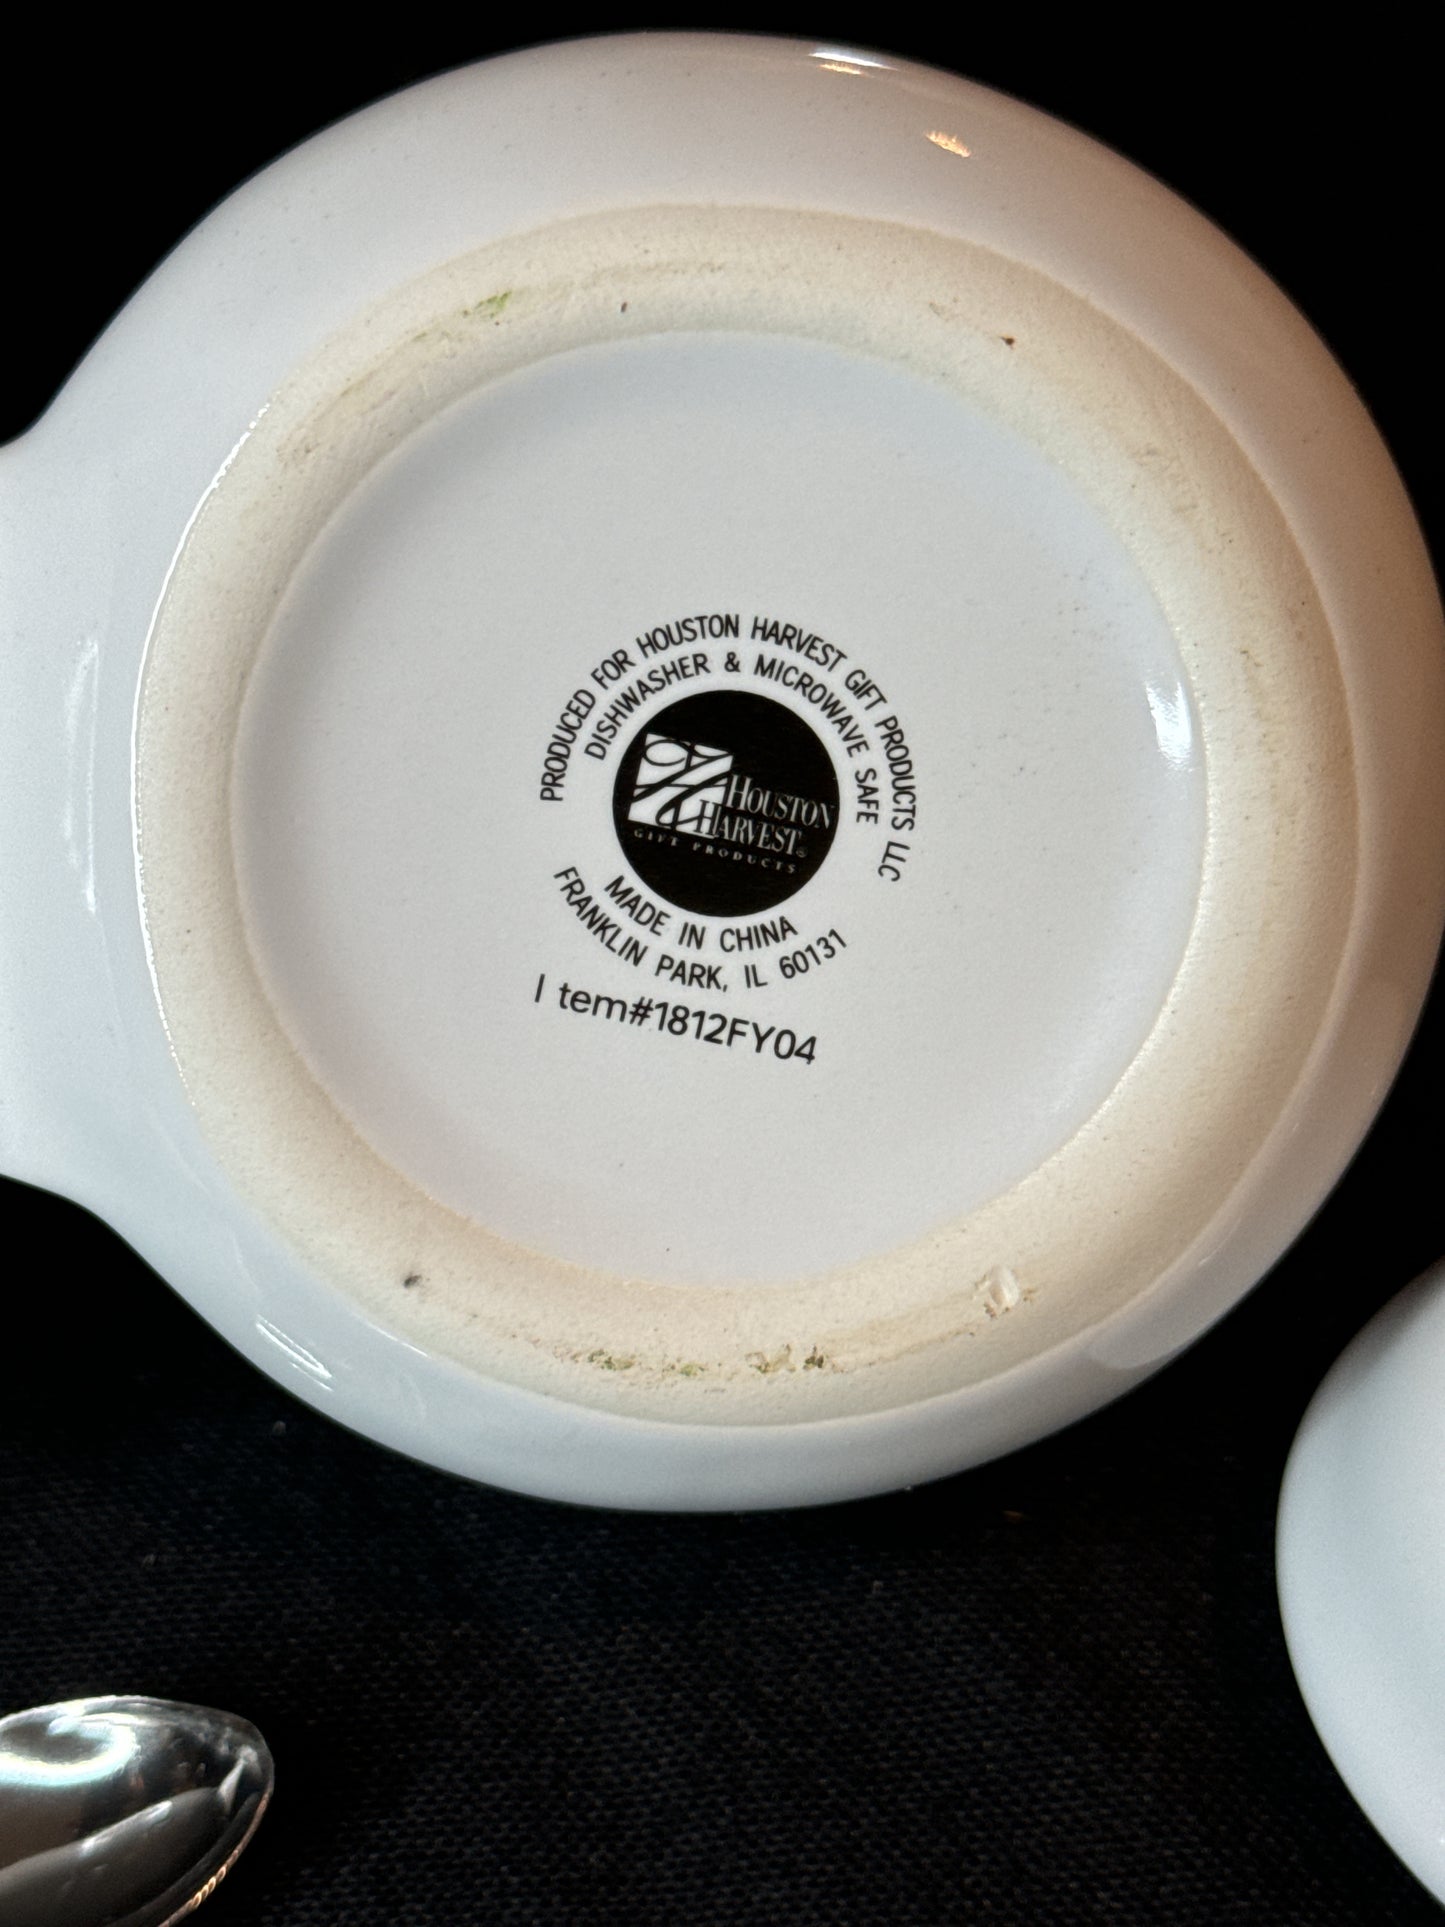 PRODUCED FOR HOUSTON HARVEST GIFT PRODUCTS LLC
DISHWASHER & MICROWAVE SAFE
HOUSTON
HARVEST®
GIFT PRODUCTS
MADE IN CHINA
FRANKLIN PARK, IL 60131
I tem#1812FY04